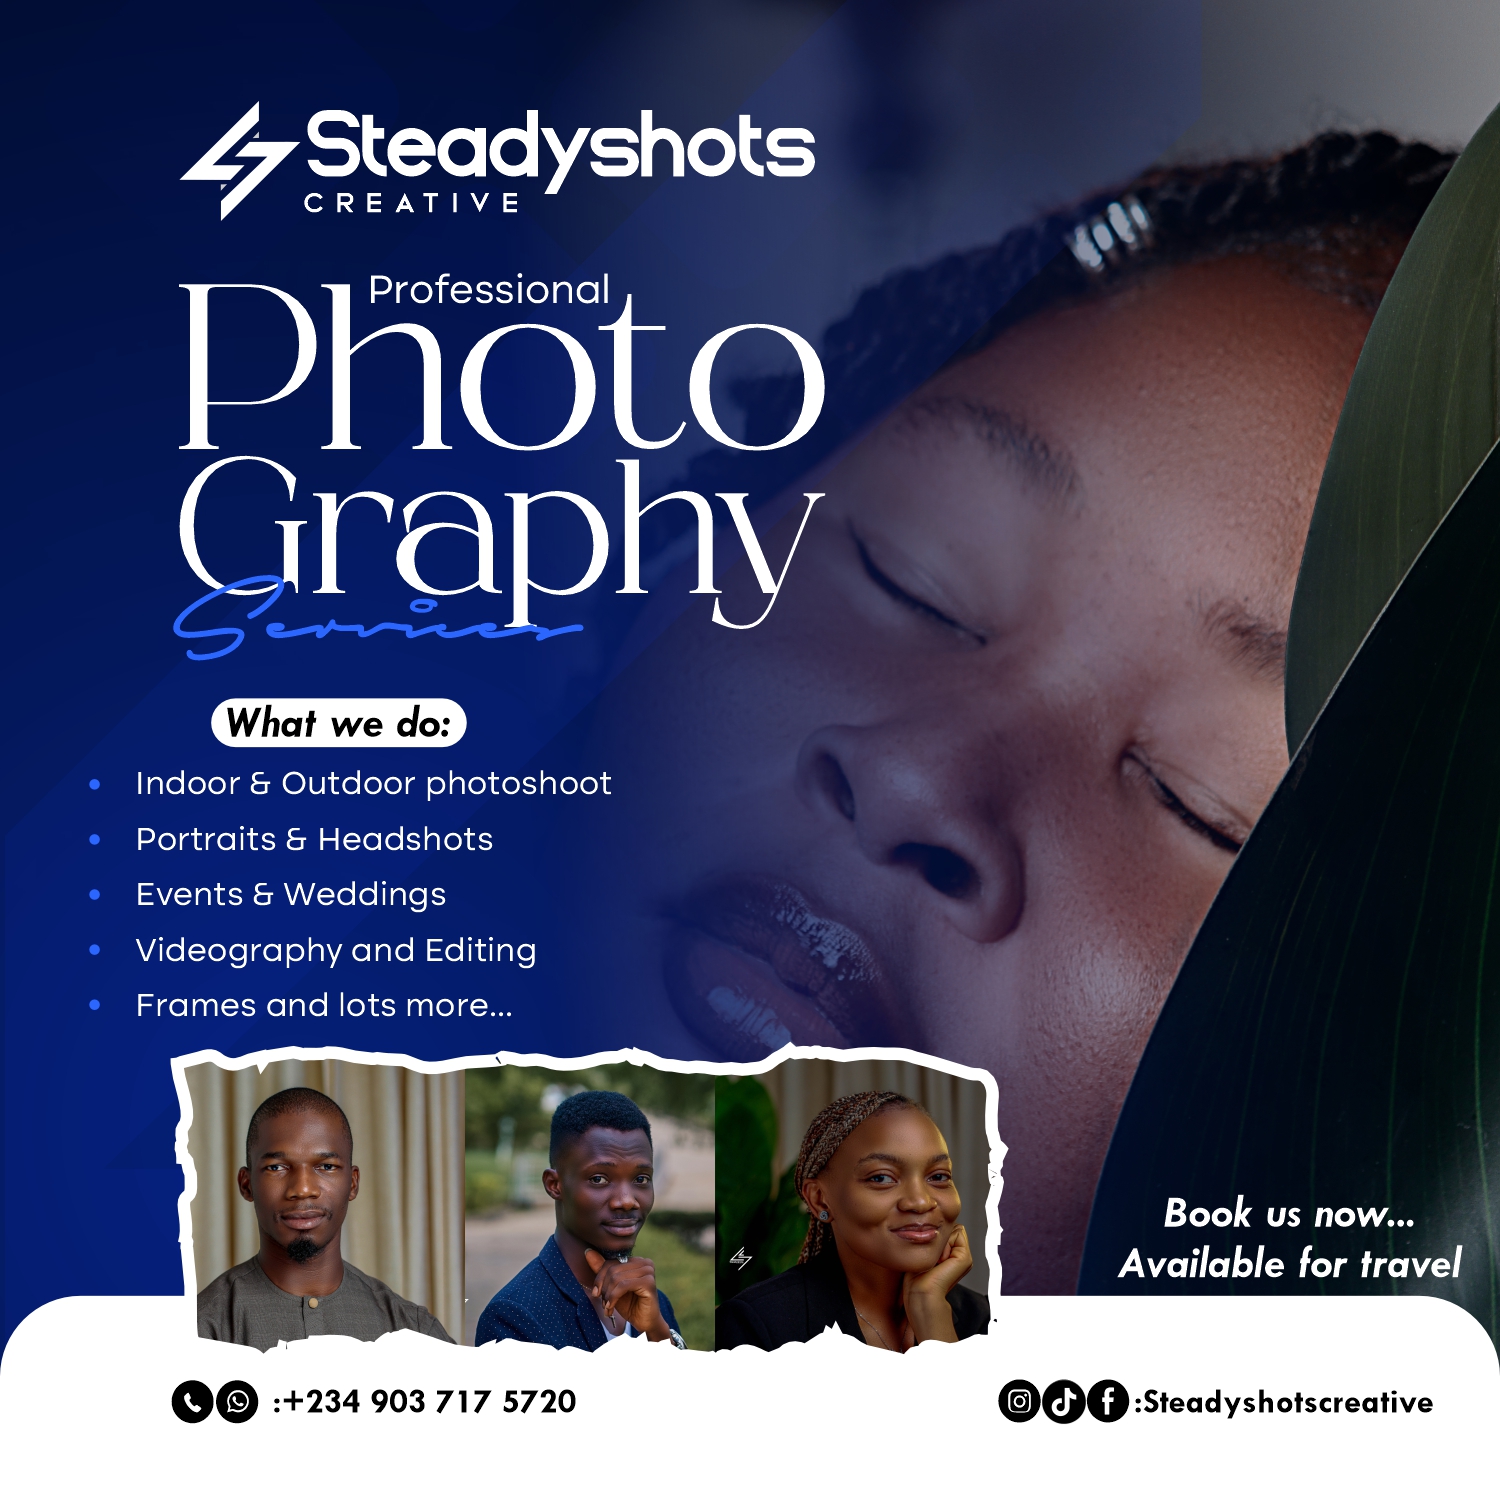 Steadyshots
CREATIVE
Professional
Photo
Graphy
Services
What we do:
• Indoor & Outdoor photoshoot
• Portraits & Headshots
• Events & Weddings
• Videography and Editing
• Frames and lots more...
Book us now...
Available for travel
:+234 903 717 5720
:Steadyshotscreative